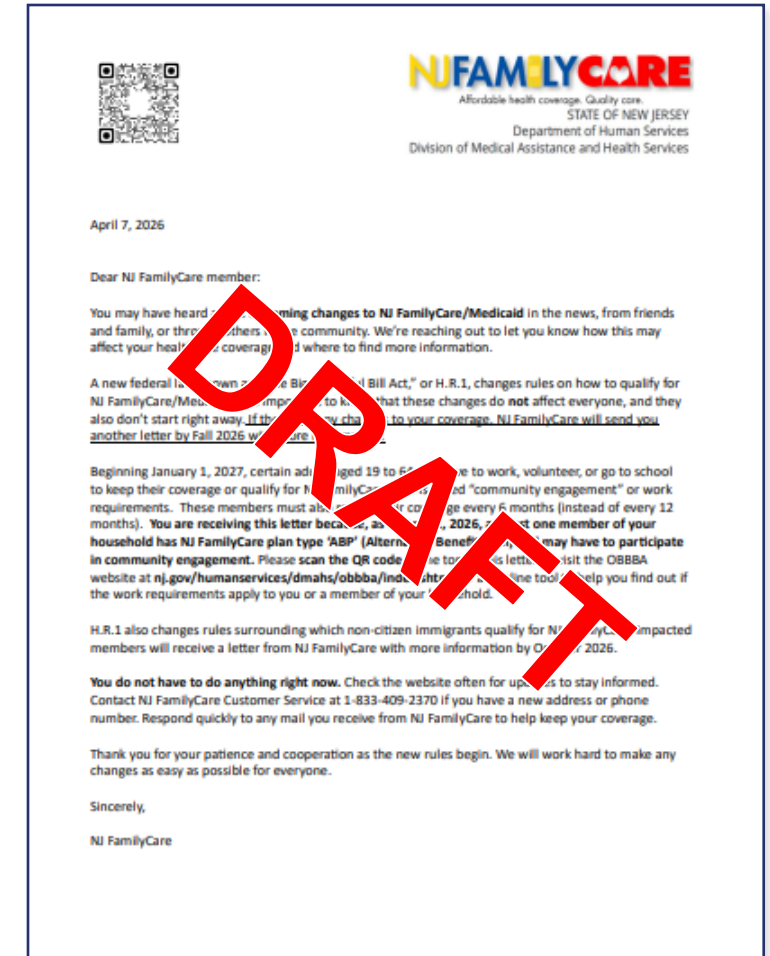 NJFAMILYCARE
Affordable health coverage. Quality care.
STATE OF NEW JERSEY
Department of Human Services
Division of Medical Assistance and Health Services
April 7, 2026
Dear NJ FamilyCare member:
You may have heard coming changes to NJ FamilyCare/Medicaid in the news, from friends
and family, or through others community. We're reaching out to let you know how this may
affect your coverage and where to find more information.
A new federal Bill Act," or H.R.1, changes rules on how to qualify for
NJ that these changes do not affect everyone, and they
also don't start right away. If to your coverage, NJ FamilyCare will send you
another letter by Fall 2026
Beginning January 1, 2027, certain aged 19 to to work, volunteer, or go to school
to keep their coverage or qualify for "community engagement" or work
requirements. These members must also every 6 months (instead of every 12
months). You are receiving this letter 2026, one member of your
household has NJ FamilyCare plan type 'ABP' may have to participate
in community engagement. Please scan the QR code visit the OBBBA
website at help you find out if
the work requirements apply to you or a member of your
H.R.1 also changes rules surrounding which non-citizen immigrants qualify for impacted
members will receive a letter from NJ FamilyCare with more information by 2026.
You do not have to do anything right now. Check the website often for to stay informed.
Contact NJ FamilyCare Customer Service at 1-833-409-2370 if you have a new address or phone
number. Respond quickly to any mail you receive from NJ FamilyCare to help keep your coverage.
Thank you for your patience and cooperation as the new rules begin. We will work hard to make any
changes as easy as possible for everyone.
Sincerely,
NJ FamilyCare
DRAFT